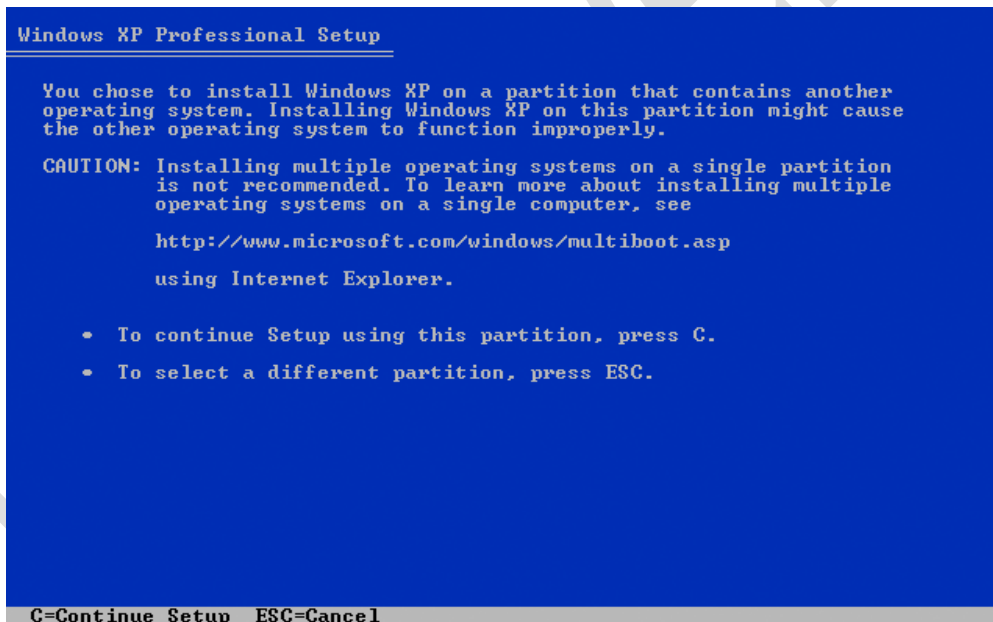 Windows XP Professional Setup
You chose to install Windows XP on a partition that contains another
operating system. Installing Windows XP on this partition might cause
the other operating system to function improperly.
CAUTION: Installing multiple operating systems on a single partition
is not recommended. To learn more about installing multiple
operating systems on a single computer, see
http://www.microsoft.com/windows/multiboot.asp
using Internet Explorer.
• To continue Setup using this partition, press C.
• To select a different partition, press ESC.
C=Continue Setup ESC=Cancel